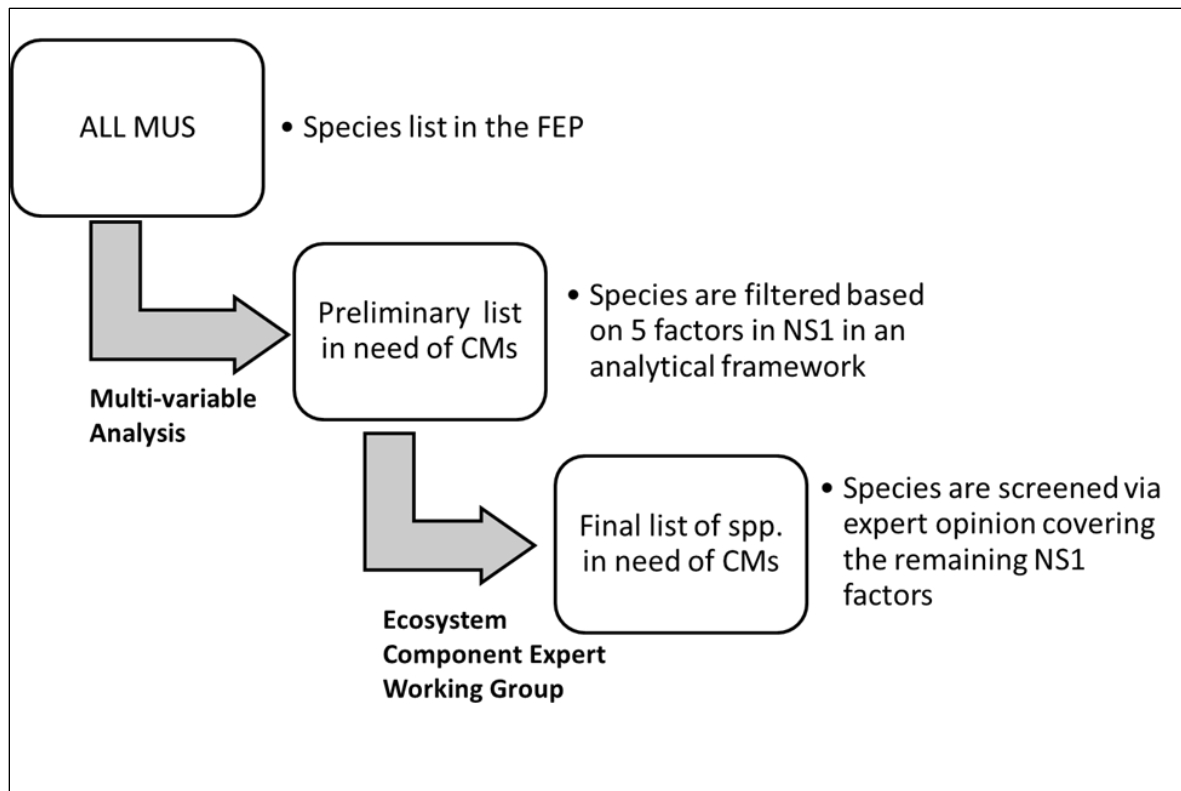 ALL MUS
• Species list in the FEP
Multi-variable
Analysis
Preliminary list
in need of CMs
• Species are filtered based
on 5 factors in NS1 in an
analytical framework
Ecosystem
Component Expert
Working Group
Final list of spp.
in need of CMs
• Species are screened via
expert opinion covering
the remaining NS1
factors